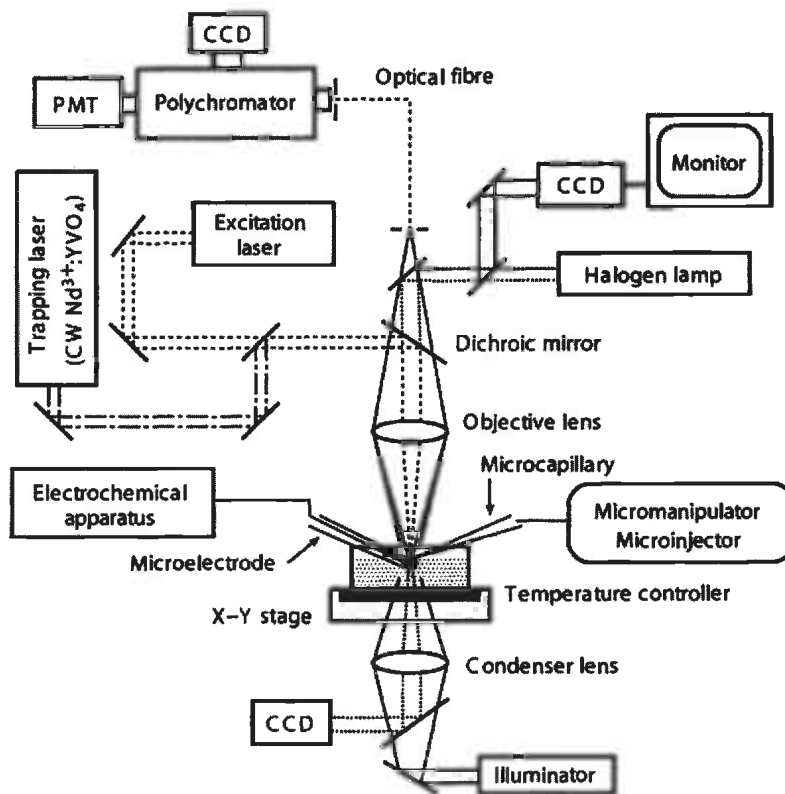 CCD
Optical fibre
PMT
Polychromator
Monitor
CCD
Trapping laser
(CW Nd³⁺:YVO₄)
Excitation
laser
Halogen lamp
Dichroic mirror
Objective lens
Microcapillary
Electrochemical
apparatus
Micromanipulator
Microinjector
Microelectrode
Temperature controller
X–Y stage
Condenser lens
CCD
Illuminator